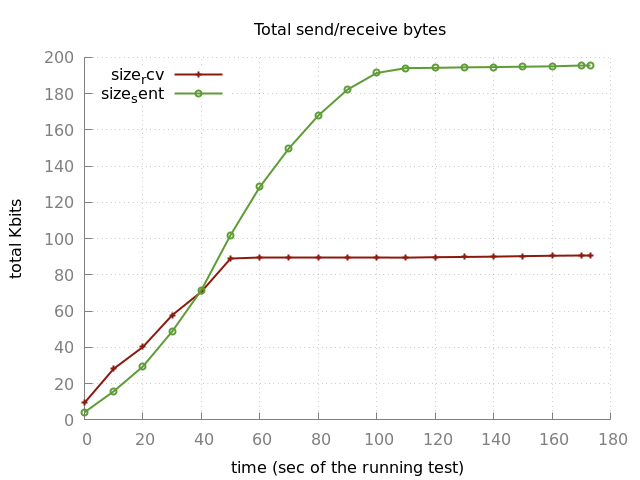 Total send/receive bytes
size_rcv
size_sent
total Kbits
200
180
160
140
120
100
80
60
40
20
0
0 20 40 60 80 100 120 140 160 180
time (sec of the running test)